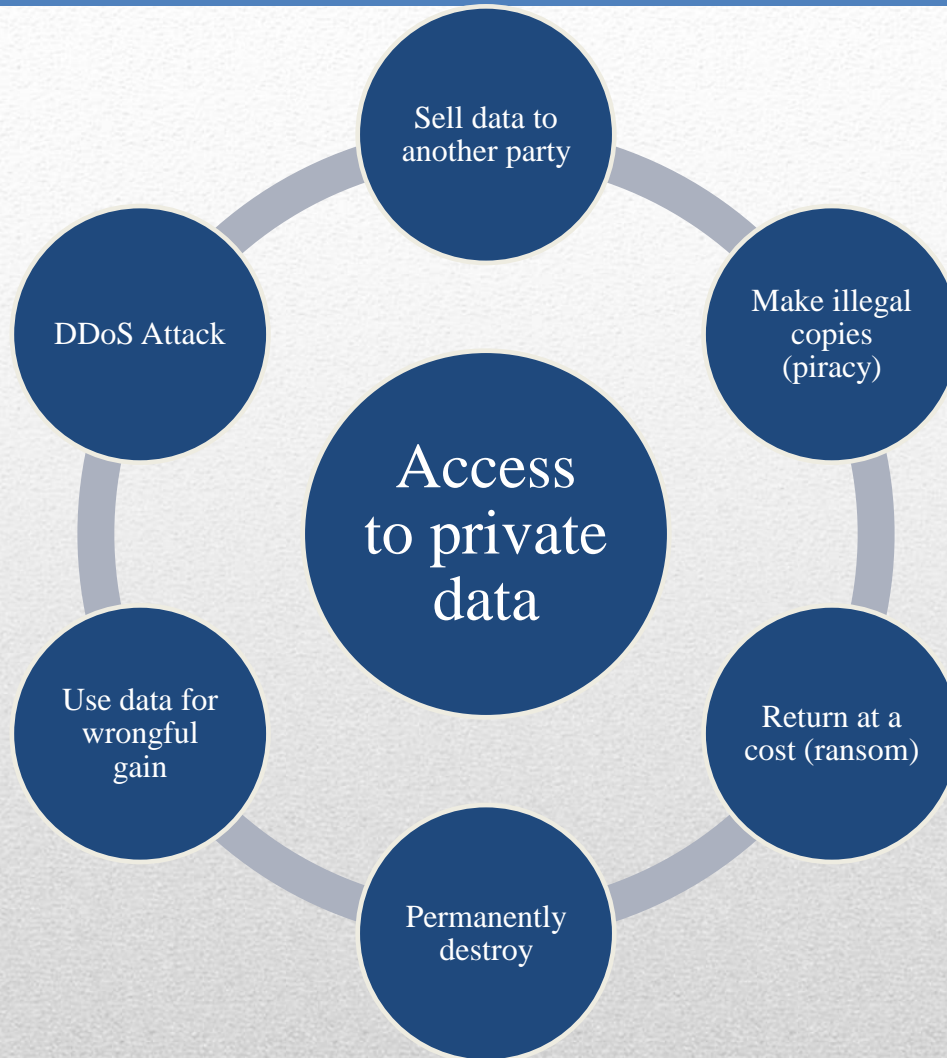 Sell data to
another party
Make illegal
copies
(piracy)
Return at a
cost (ransom)
Permanently
destroy
Use data for
wrongful
gain
DDoS Attack
Access
to private
data